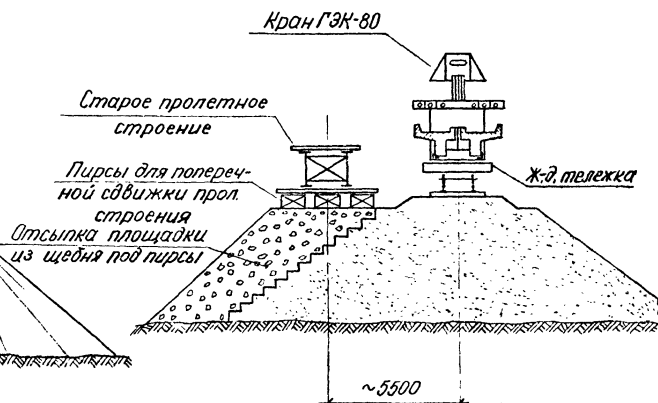 Кран ГЭК-80
Старое пролетное
строение
Пирсы для попереч-
ной сдвижки прол.
строения
Отсыпка площадки
из щебня под пирсы
Ж-д. тележка
~5500